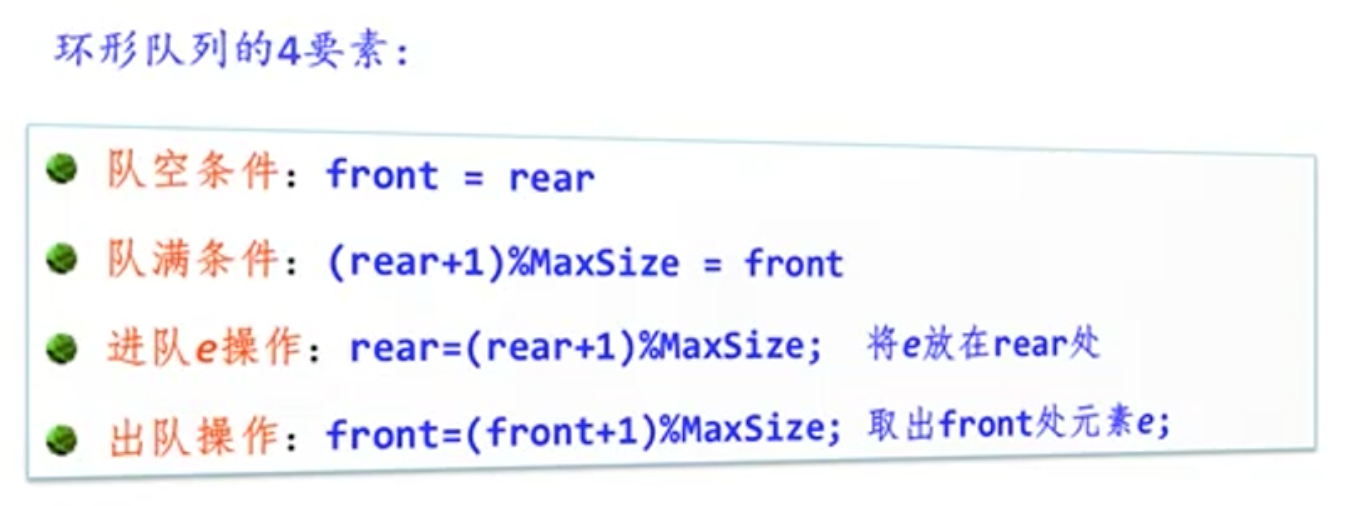 环形队列的4要素：
队空条件：front = rear
队满条件：(rear+1)%MaxSize = front
进队e操作：rear=(rear+1)%MaxSize; 将e放在rear处
出队操作：front=(front+1)%MaxSize; 取出front处元素e;